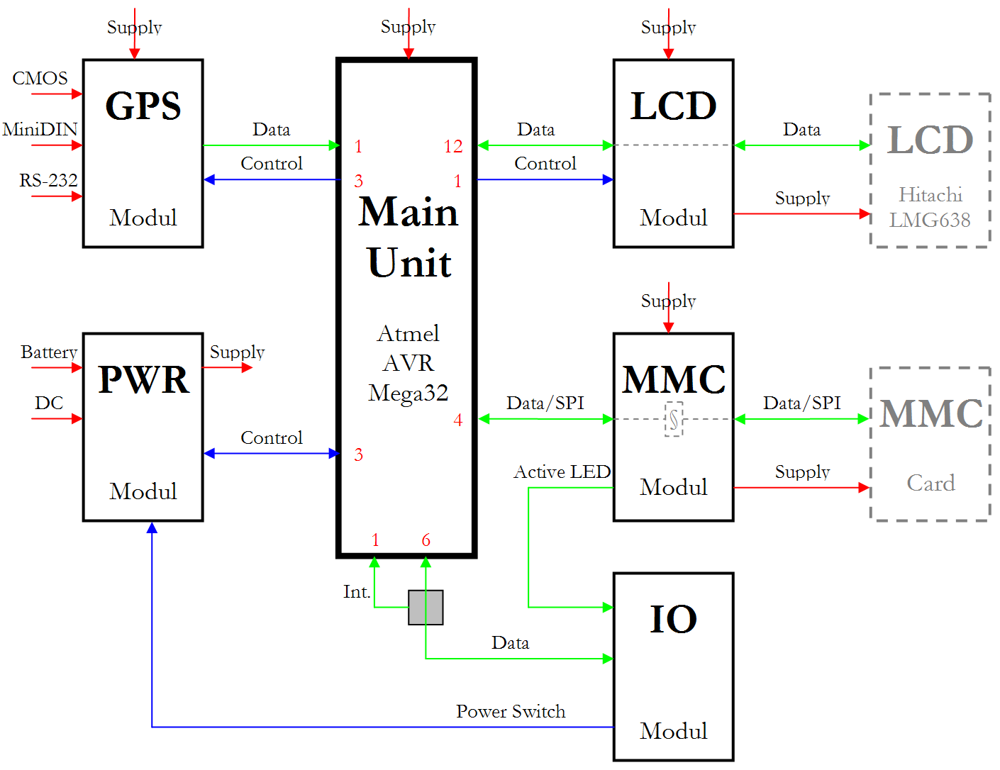 Supply
Supply
Supply
CMOS
GPS
LCD
MiniDIN
Data
1
12
Data
Data
LCD
RS-232
Control
3
1
Control
Supply
Hitachi
LMG638
Modul
Main
Unit
Modul
Supply
Battery
Supply
PWR
DC
Atmel
AVR
Mega32
MMC
Data/SPI
4
Data/SPI
MMC
§
Control
3
Modul
Active LED
Modul
Supply
Card
1
6
Int.
IO
Data
Power Switch
Modul